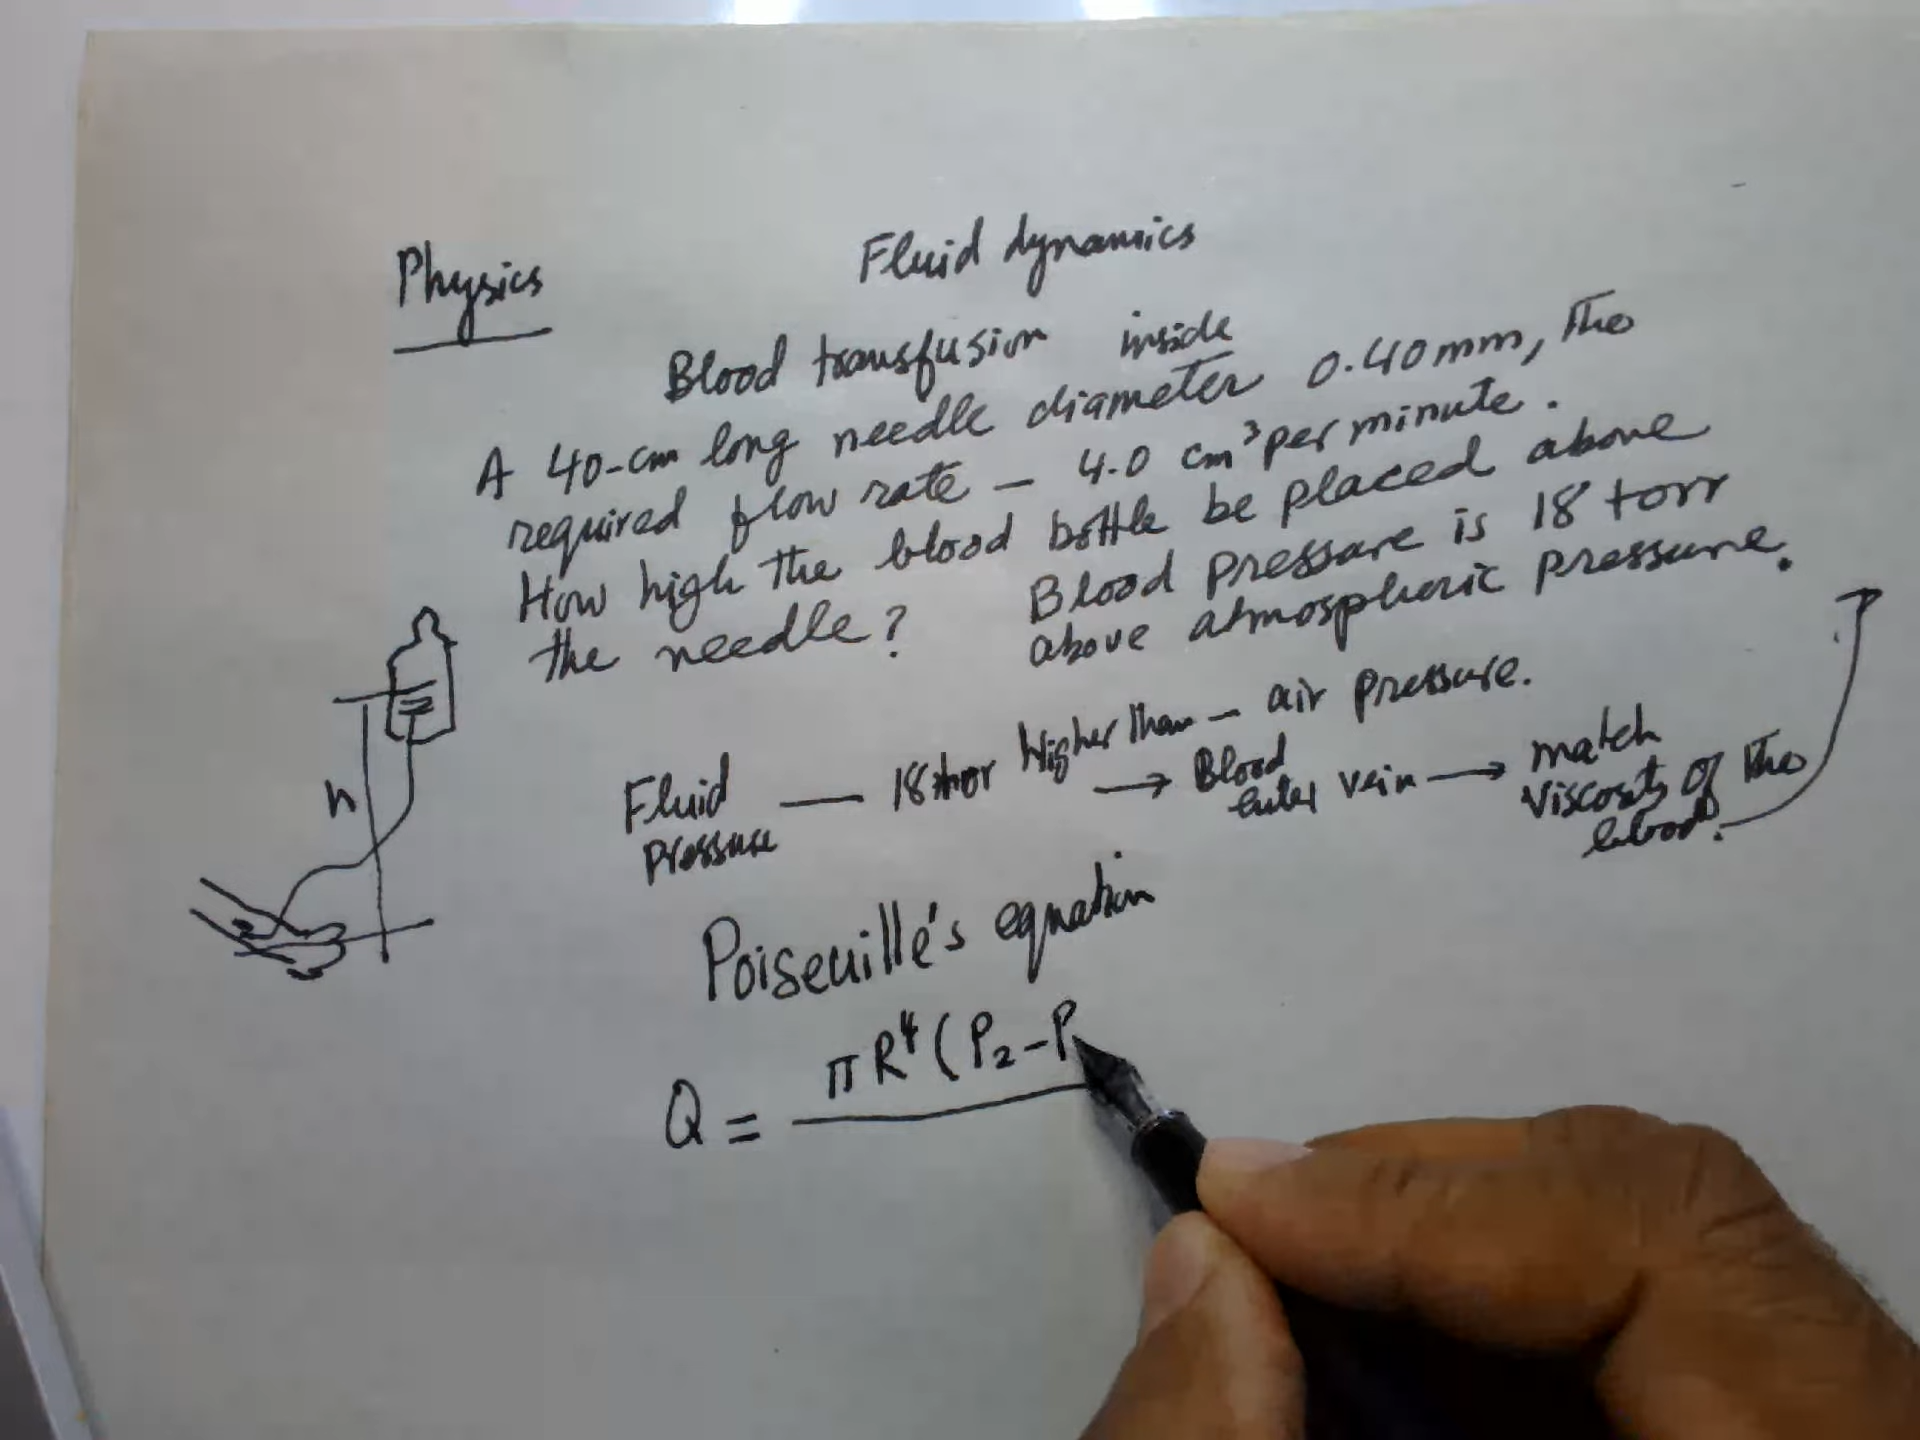 Physics
Fluid dynamics
Blood transfusion
A 40-cm long needle inside diameter 0.40mm, The
required flow rate — 4.0 cm³ per minute.
How high the blood bottle be placed above
the needle? Blood Pressure is 18 torr
above atmospheric pressure.
Fluid pressure — 18 torr higher than — air pressure.
→ Blood enter vein → match viscosity of the blood.
h
Poiseuille's equation
Q = πR⁴(P₂-P